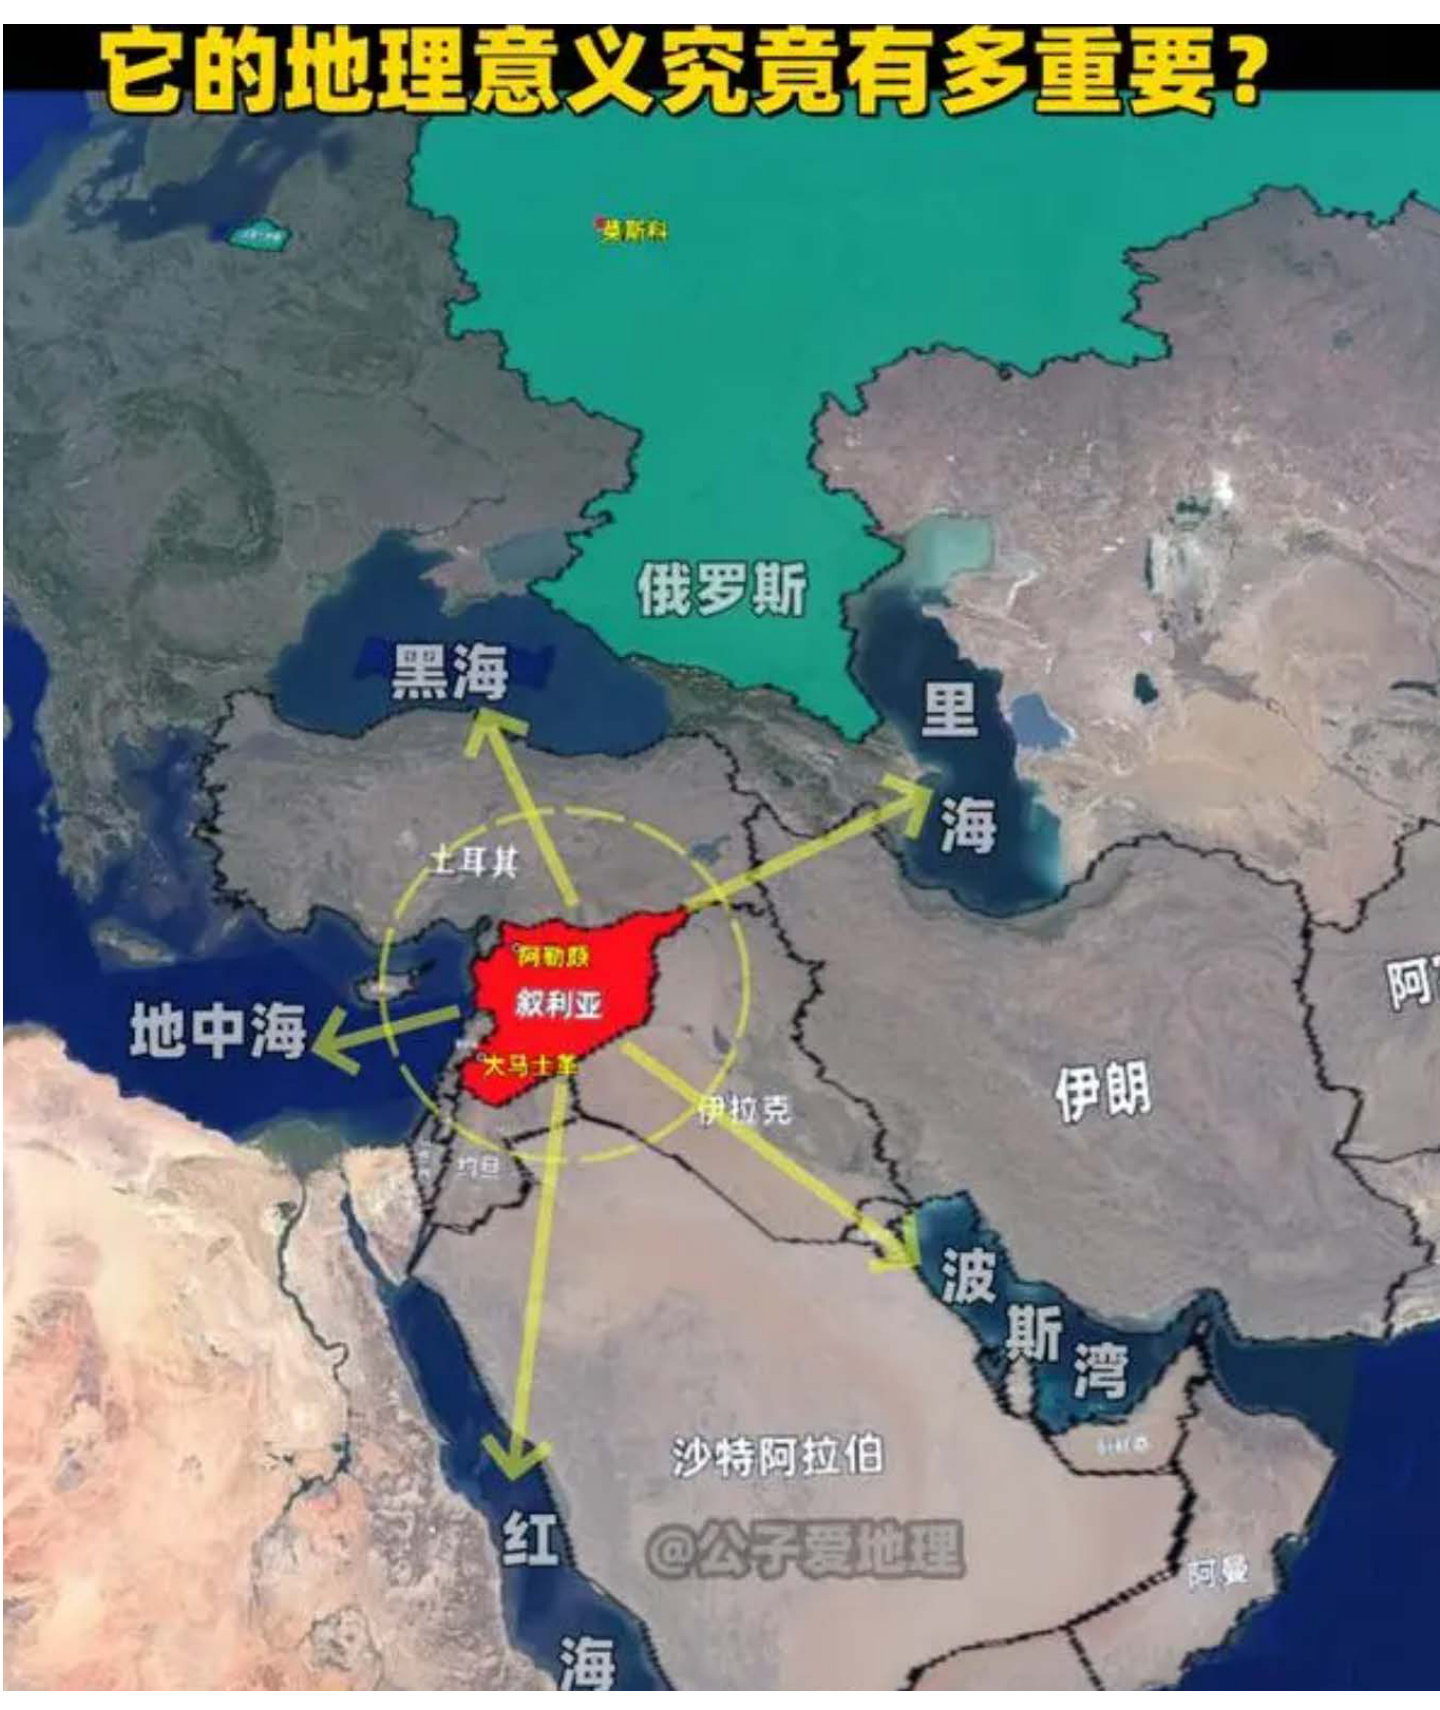 它的地理意义究竟有多重要?
莫斯科
俄罗斯
黑海
里
海
土耳其
阿勒颇
叙利亚
地中海
大马士革
伊拉克
伊朗
约旦
波
斯
湾
沙特阿拉伯
红
@公子爱地理
阿曼
海